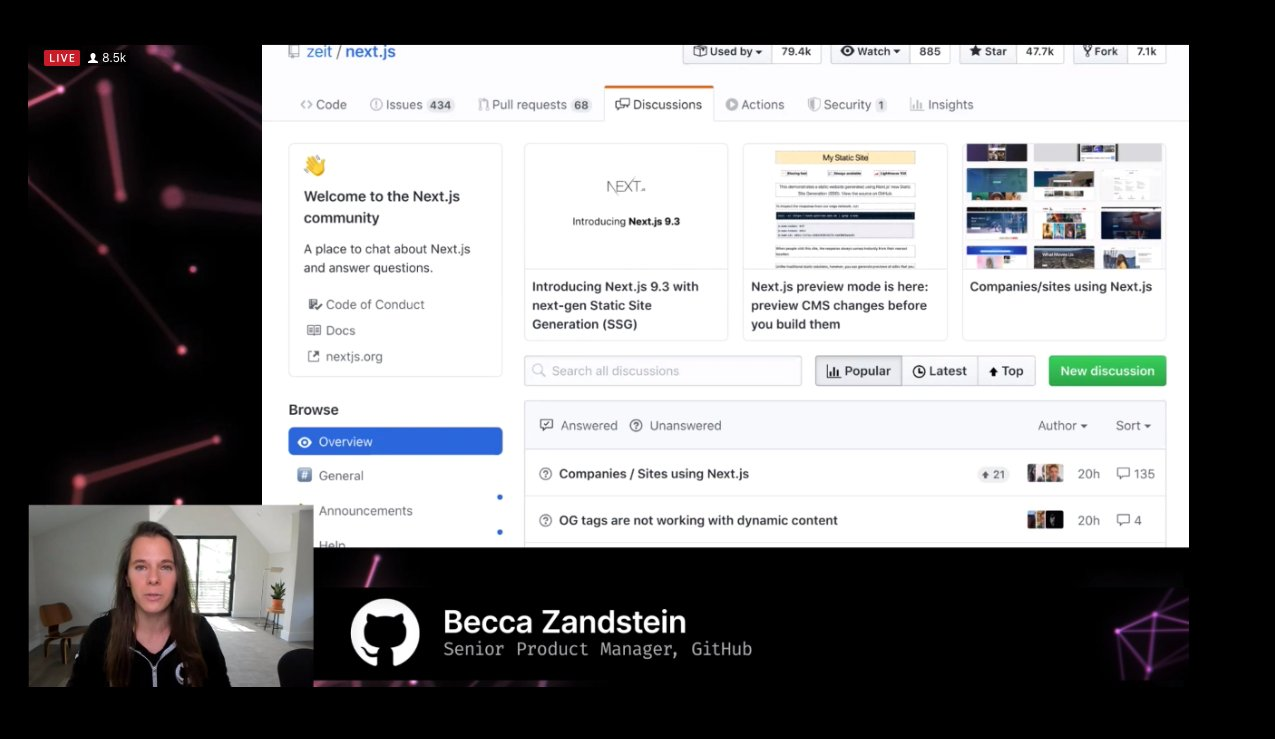 LIVE 8.5k
zeit / next.js
Used by 79.4k Watch 885 Star 47.7k Fork 7.1k
Code Issues 434 Pull requests 68 Discussions Actions Security 1 Insights
Welcome to the Next.js
community
A place to chat about Next.js
and answer questions.
Code of Conduct
Docs
nextjs.org
NEXT.js
Introducing Next.js 9.3
Introducing Next.js 9.3 with
next-gen Static Site
Generation (SSG)
My Static Site
Next.js preview mode is here:
preview CMS changes before
you build them
What Moves Us
Companies/sites using Next.js
Search all discussions
Popular Latest Top New discussion
Browse
Overview
General
Announcements
Help
Answered Unanswered Author Sort
Companies / Sites using Next.js 21 20h 135
OG tags are not working with dynamic content 20h 4
Becca Zandstein
Senior Product Manager, GitHub